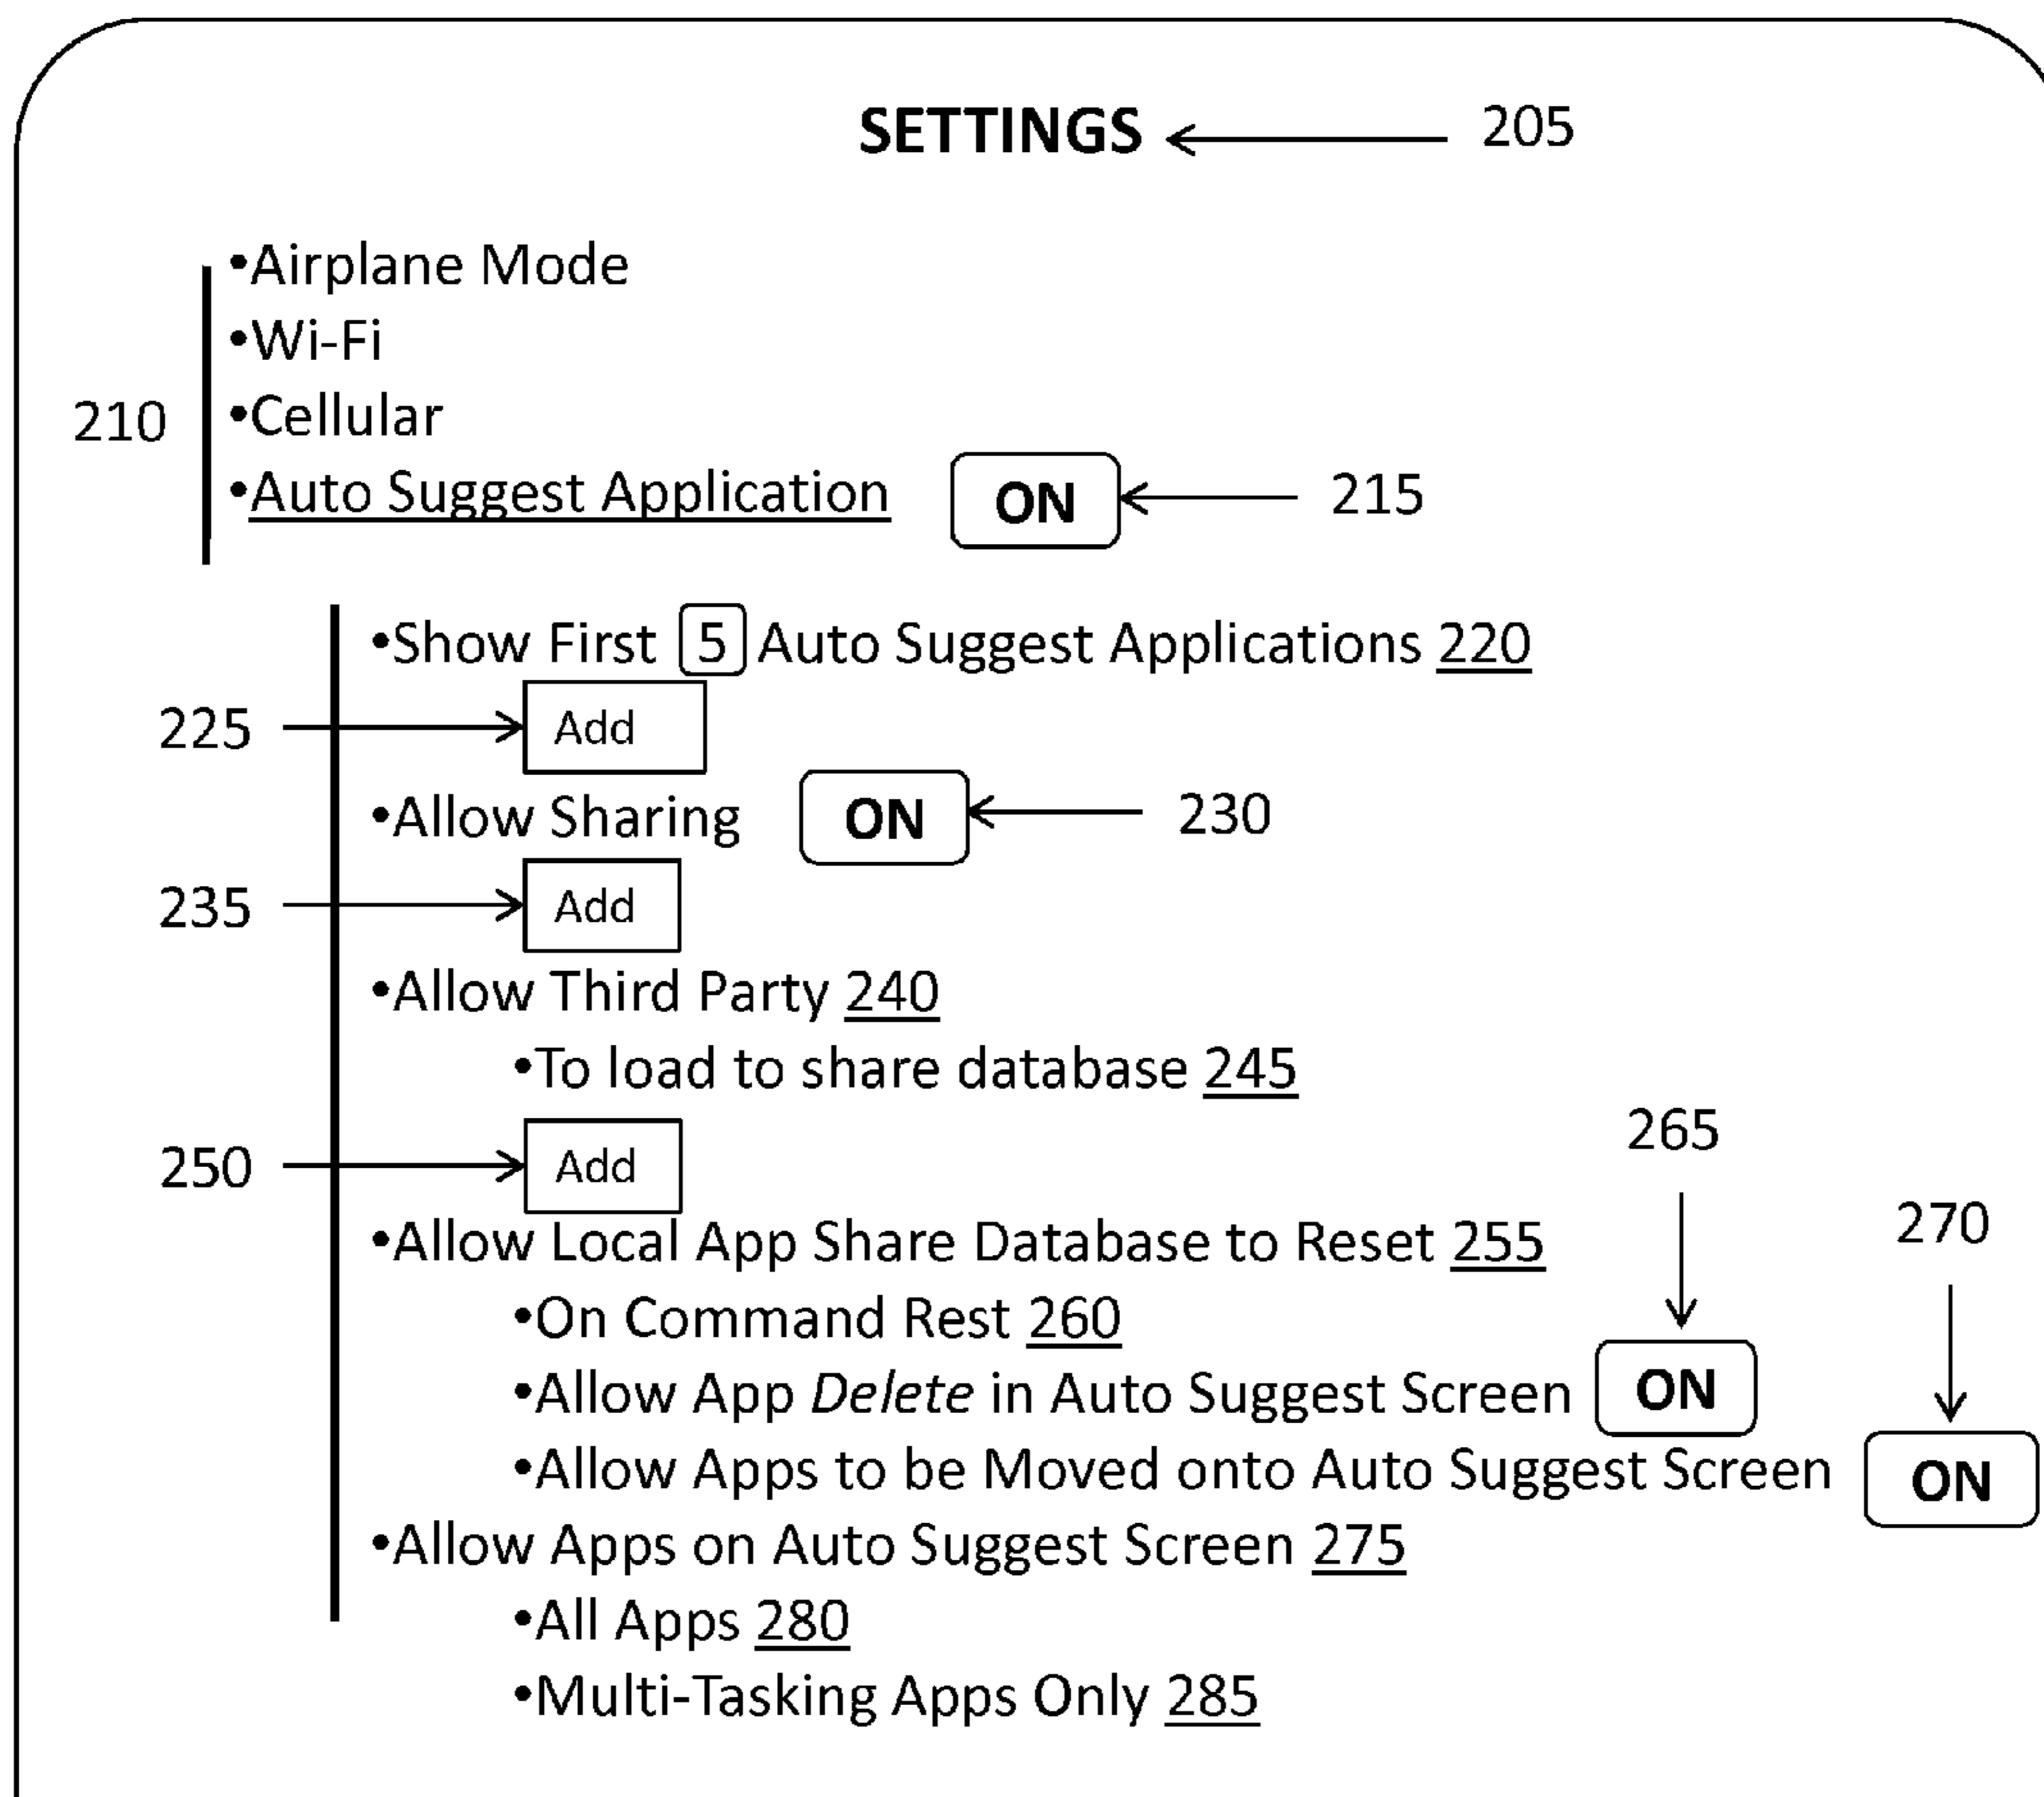 SETTINGS 205
•Airplane Mode
•Wi-Fi
210 •Cellular
•Auto Suggest Application ON 215
•Show First 5 Auto Suggest Applications 220
225 Add
•Allow Sharing ON 230
235 Add
•Allow Third Party 240
•To load to share database 245
265
250 Add
270
•Allow Local App Share Database to Reset 255
•On Command Rest 260
•Allow App Delete in Auto Suggest Screen ON
•Allow Apps to be Moved onto Auto Suggest Screen ON
•Allow Apps on Auto Suggest Screen 275
•All Apps 280
•Multi-Tasking Apps Only 285